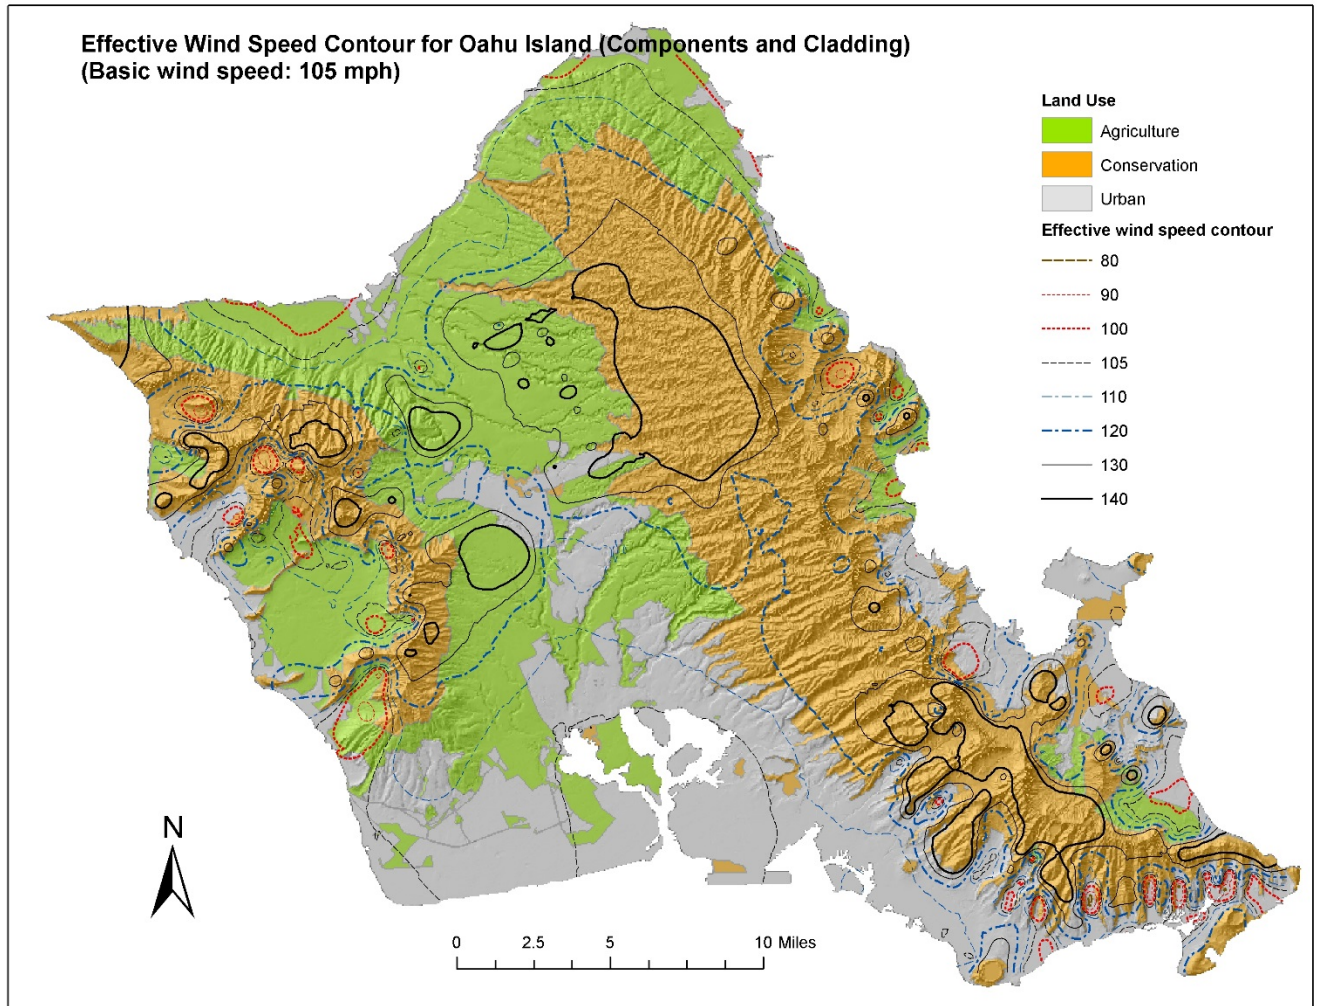 Effective Wind Speed Contour for Oahu Island (Components and Cladding)
(Basic wind speed: 105 mph)
Land Use
Agriculture
Conservation
Urban
Effective wind speed contour
80
90
100
105
110
120
130
140
N
0 2.5 5 10 Miles